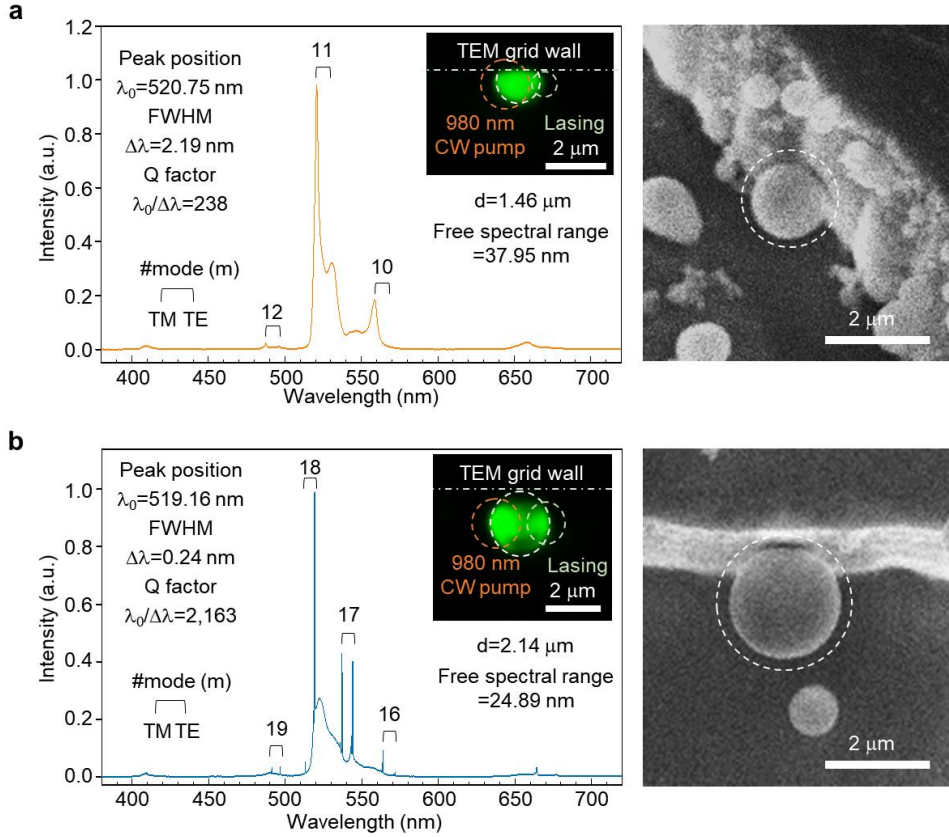 a
1.2
1.0
0.8
0.6
0.4
0.2
0.0
Intensity (a.u.)
Peak position
λ₀=520.75 nm
FWHM
Δλ=2.19 nm
Q factor
λ₀/Δλ=238
#mode (m)
TM TE
12
11
10
TEM grid wall
980 nm
CW pump
Lasing
2 μm
d=1.46 μm
Free spectral range
=37.95 nm
400 450 500 550 600 650 700
Wavelength (nm)
2 μm
b
1.0
0.8
0.6
0.4
0.2
0.0
Intensity (a.u.)
Peak position
λ₀=519.16 nm
FWHM
Δλ=0.24 nm
Q factor
λ₀/Δλ=2,163
#mode (m)
TM TE
19
18
17
16
TEM grid wall
980 nm
CW pump
Lasing
2 μm
d=2.14 μm
Free spectral range
=24.89 nm
400 450 500 550 600 650 700
Wavelength (nm)
2 μm